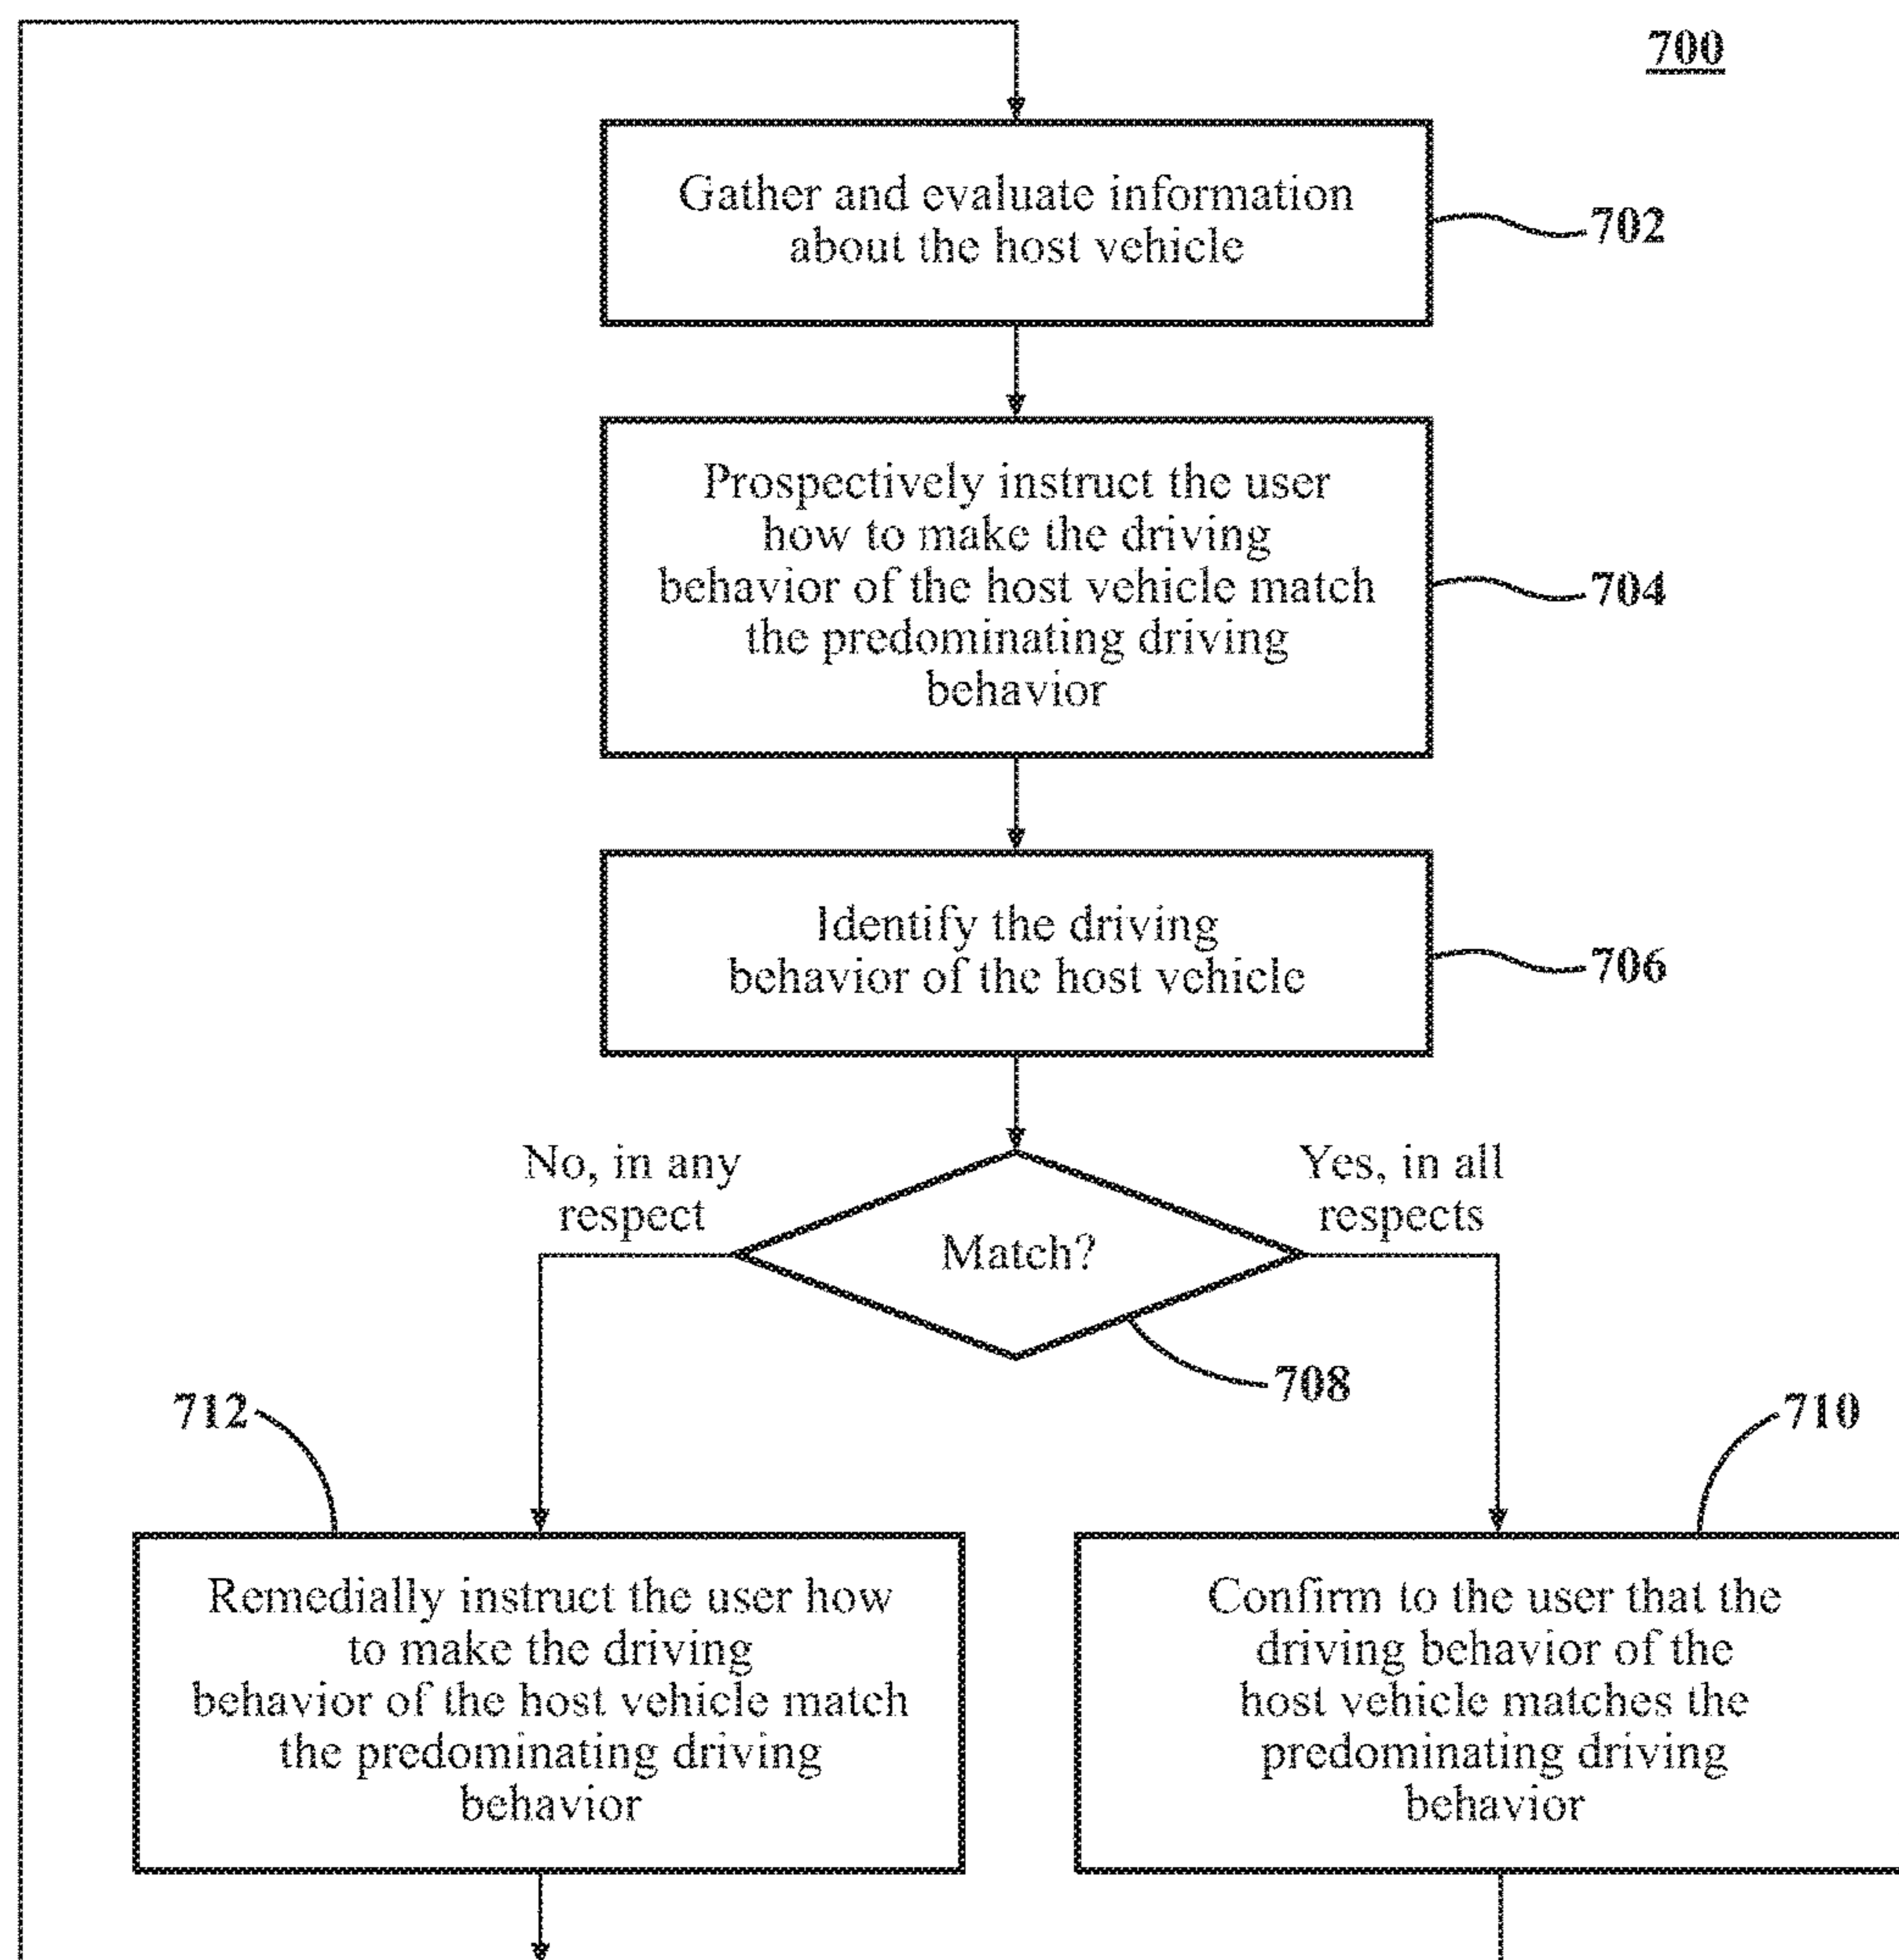 700
Gather and evaluate information
about the host vehicle
702
Prospectively instruct the user
how to make the driving
behavior of the host vehicle match
the predominating driving
behavior
704
Identify the driving
behavior of the host vehicle
706
No, in any
respect
Yes, in all
respects
Match?
708
712
710
Remedially instruct the user how
to make the driving
behavior of the host vehicle match
the predominating driving
behavior
Confirm to the user that the
driving behavior of the
host vehicle matches the
predominating driving
behavior